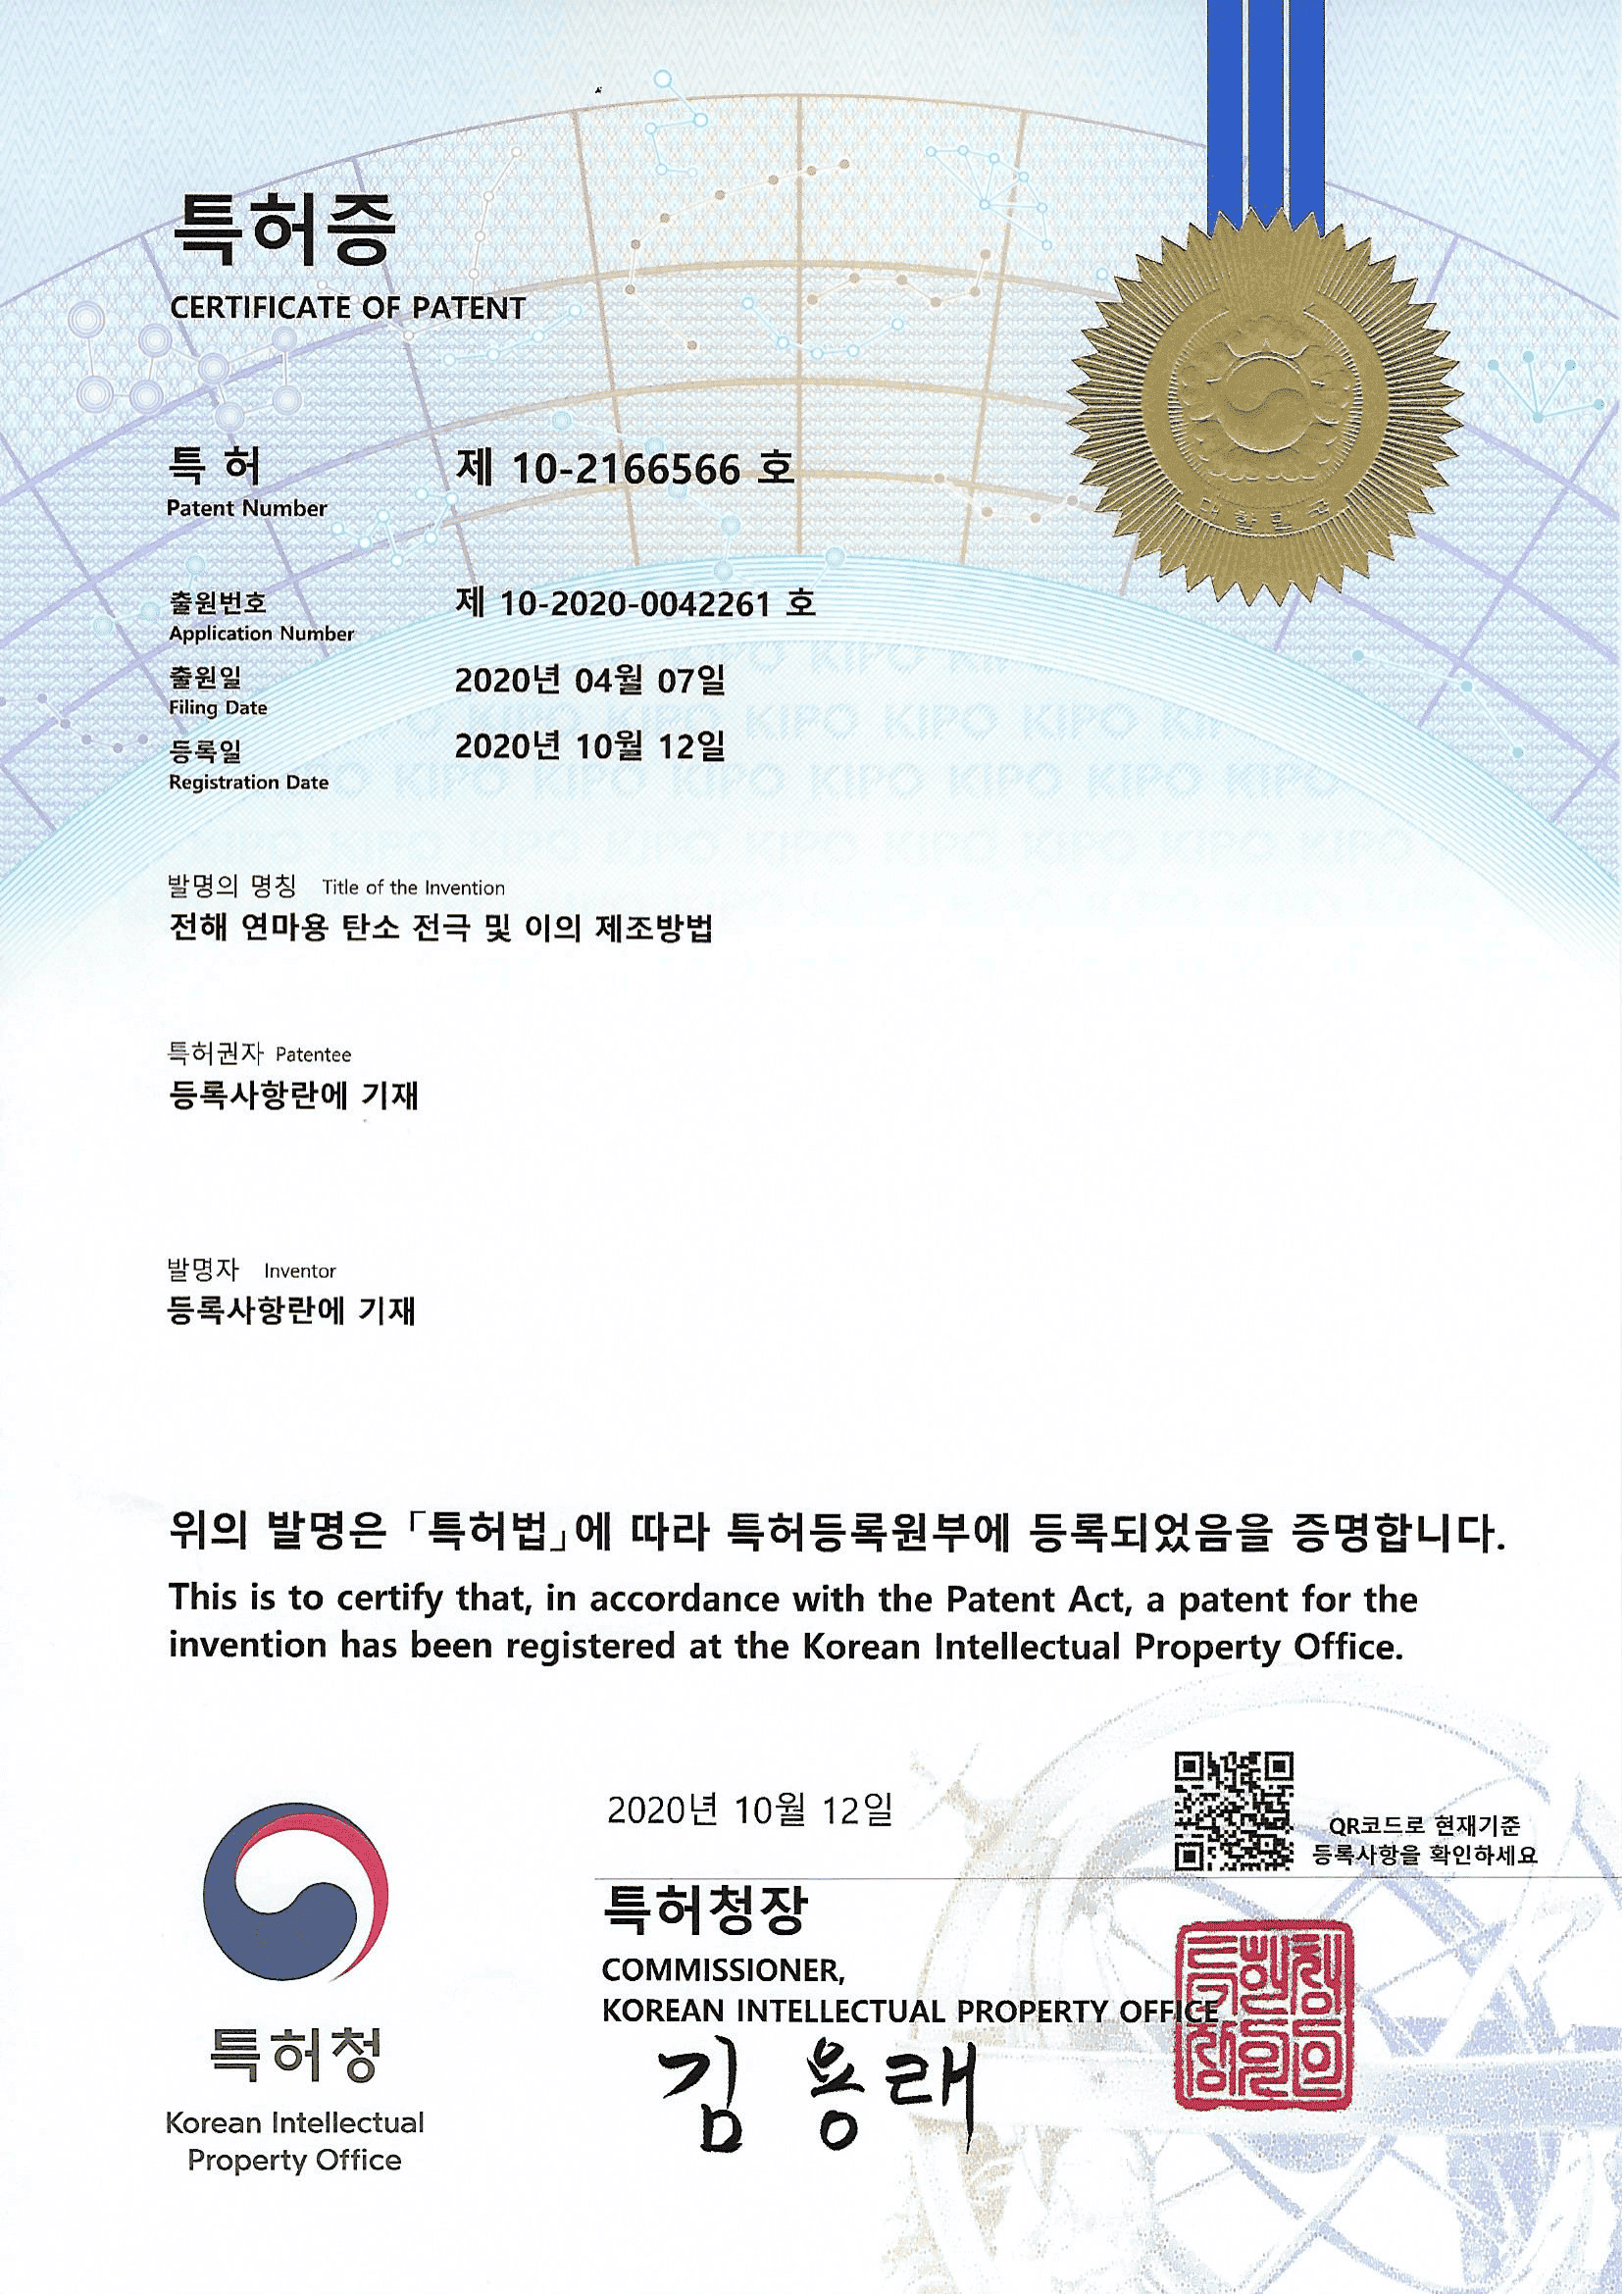 특허증
CERTIFICATE OF PATENT
특 허
제 10-2166566 호
Patent Number
출원번호
제 10-2020-0042261 호
Application Number
출원일
2020년 04월 07일
Filing Date
등록일
2020년 10월 12일
Registration Date
발명의 명칭 Title of the Invention
전해 연마용 탄소 전극 및 이의 제조방법
특허권자 Patentee
등록사항란에 기재
발명자 Inventor
등록사항란에 기재
위의 발명은 「특허법」에 따라 특허등록원부에 등록되었음을 증명합니다.
This is to certify that, in accordance with the Patent Act, a patent for the
invention has been registered at the Korean Intellectual Property Office.
2020년 10월 12일
QR코드로 현재기준
등록사항을 확인하세요
특허청장
COMMISSIONER,
KOREAN INTELLECTUAL PROPERTY OFFICE
김용래
특허청장의인
특허청
Korean Intellectual
Property Office
대한민국
KIPO KIPO KIPO KIPO KIPO KIPO KIPO